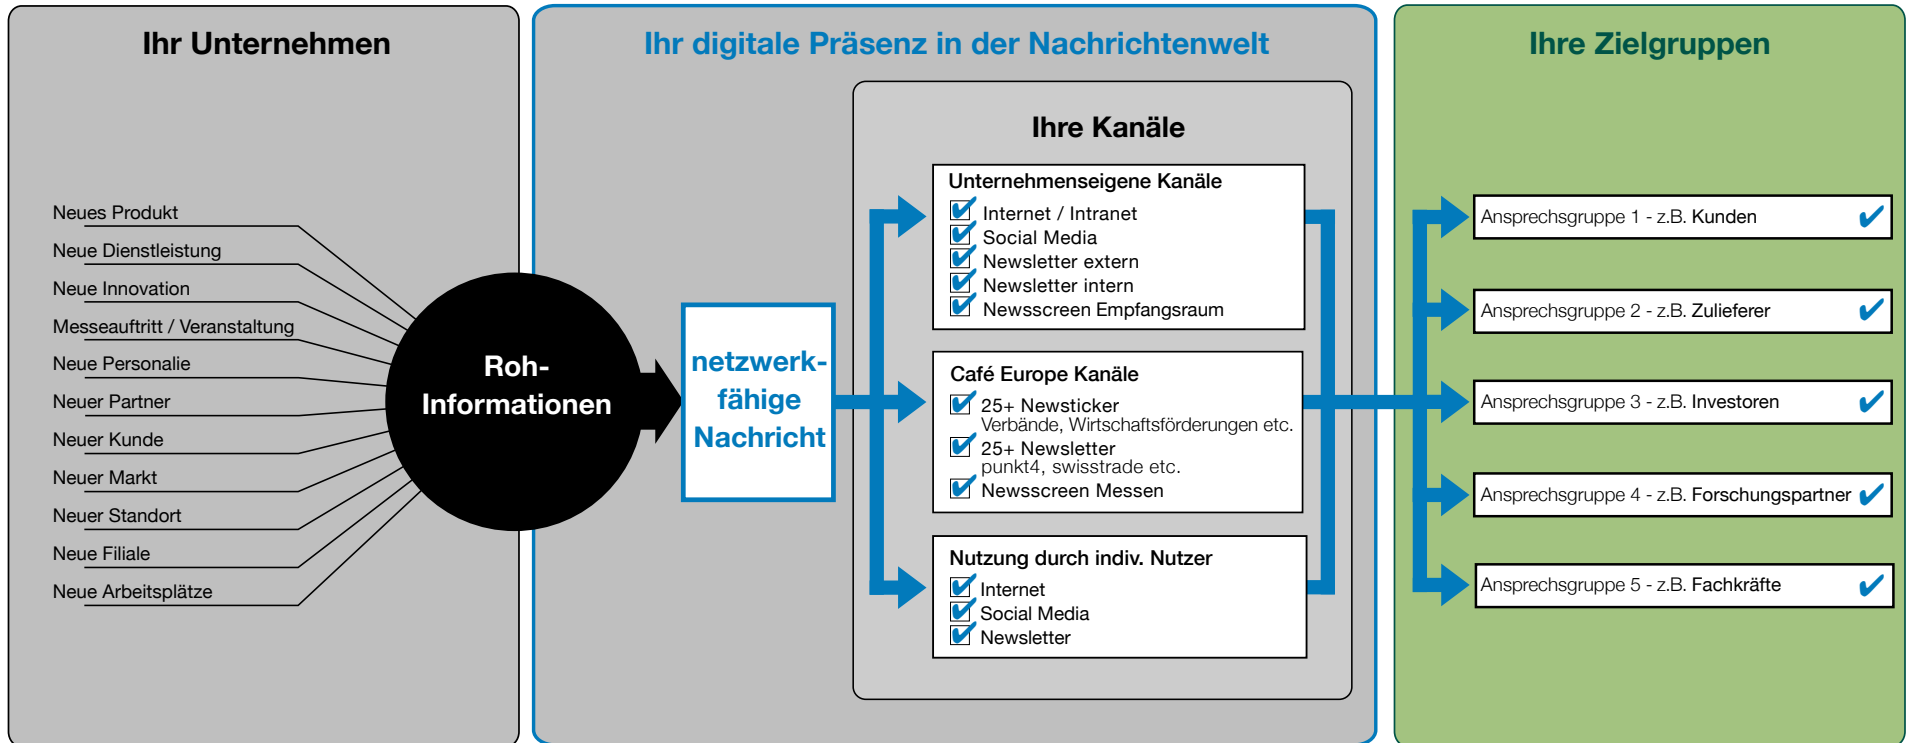 Ihr Unternehmen
Neues Produkt
Neue Dienstleistung
Neue Innovation
Messeauftritt / Veranstaltung
Neue Personalie
Neuer Partner
Neuer Kunde
Neuer Markt
Neuer Standort
Neue Filiale
Neue Arbeitsplätze
Roh-
Informationen
Ihr digitale Präsenz in der Nachrichtenwelt
netzwerk-
fähige
Nachricht
Ihre Kanäle
Unternehmenseigene Kanäle
Internet / Intranet
Social Media
Newsletter extern
Newsletter intern
Newsscreen Empfangsraum
Café Europe Kanäle
25+ Newsticker
Verbände, Wirtschaftsförderungen etc.
25+ Newsletter
punkt4, swisstrade etc.
Newsscreen Messen
Nutzung durch indiv. Nutzer
Internet
Social Media
Newsletter
Ihre Zielgruppen
Ansprechsgruppe 1 - z.B. Kunden
Ansprechsgruppe 2 - z.B. Zulieferer
Ansprechsgruppe 3 - z.B. Investoren
Ansprechsgruppe 4 - z.B. Forschungspartner
Ansprechsgruppe 5 - z.B. Fachkräfte